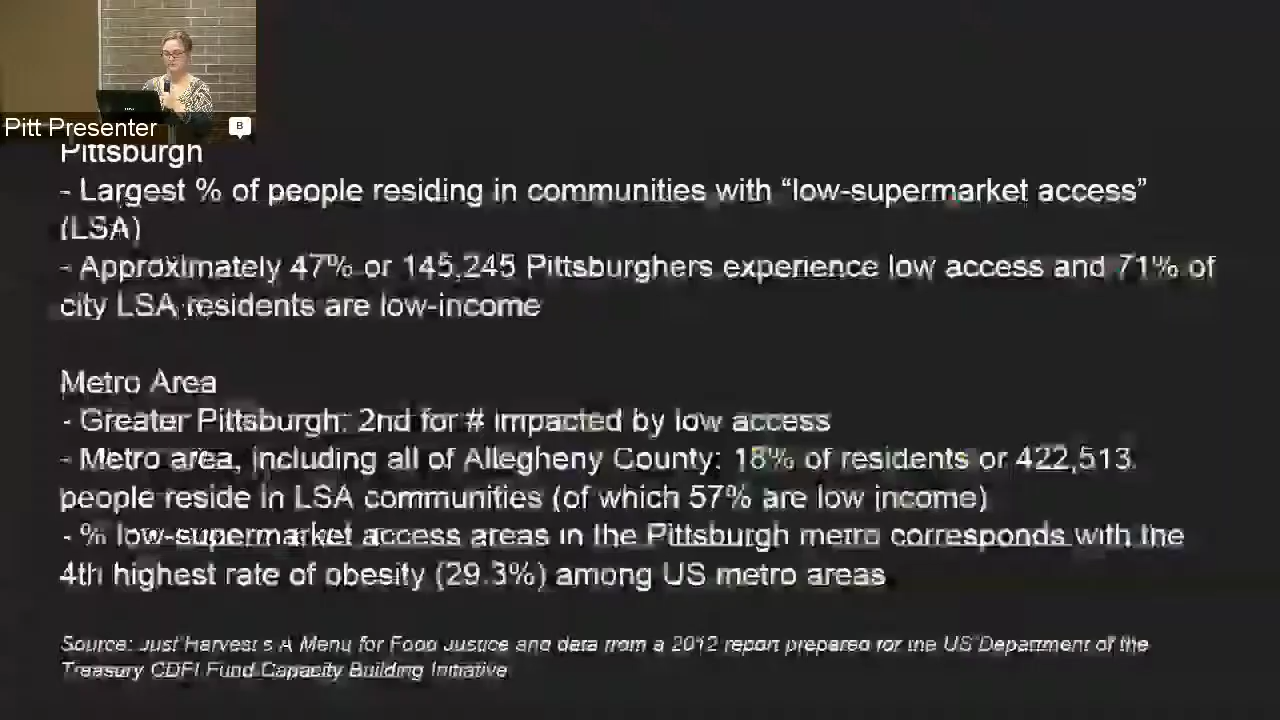 Pitt Presenter
B
Pittsburgh
- Largest % of people residing in communities with “low-supermarket access”
(LSA)
- Approximately 47% or 145,245 Pittsburghers experience low access and 71% of
city LSA residents are low-income
Metro Area
- Greater Pittsburgh: 2nd for # impacted by low access
- Metro area, including all of Allegheny County: 18% of residents or 422,513
people reside in LSA communities (of which 57% are low income)
- % low-supermarket access areas in the Pittsburgh metro corresponds with the
4th highest rate of obesity (29.3%) among US metro areas
Source: Just Harvest's A Menu for Food Justice and data from a 2012 report prepared for the US Department of the
Treasury CDFI Fund Capacity Building Initiative